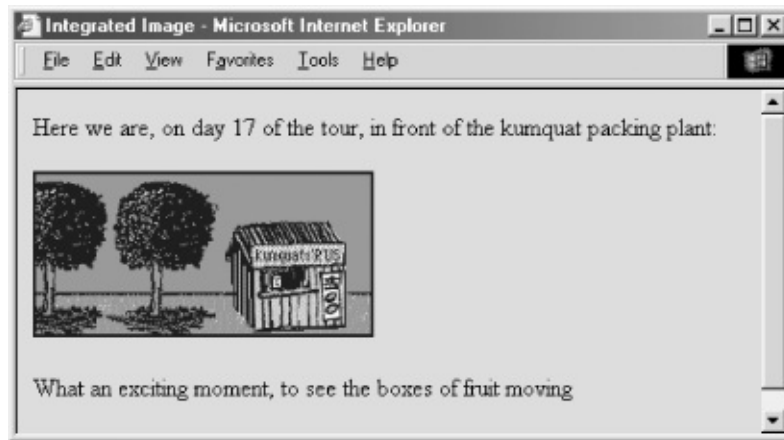 Integrated Image - Microsoft Internet Explorer
File Edit View Favorites Tools Help
Here we are, on day 17 of the tour, in front of the kumquat packing plant:
Kumquats 'R' US
What an exciting moment, to see the boxes of fruit moving